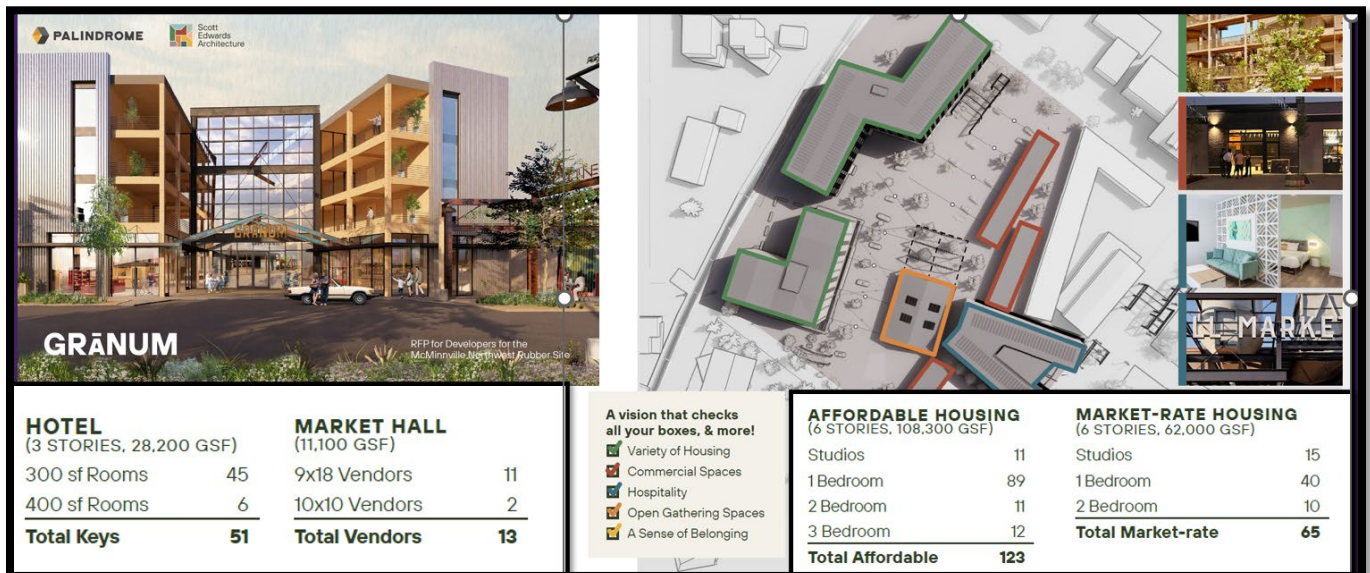 PALINDROME
Scott
Edwards
Architecture
GRANUM
GRĀNUM
RFP for Developers for the
McMinnville Northwest Rubber Site
MARKE
HOTEL
(3 STORIES, 28,200 GSF)
300 sf Rooms 45
400 sf Rooms 6
Total Keys 51
MARKET HALL
(11,100 GSF)
9x18 Vendors 11
10x10 Vendors 2
Total Vendors 13
A vision that checks
all your boxes, & more!
Variety of Housing
Commercial Spaces
Hospitality
Open Gathering Spaces
A Sense of Belonging
AFFORDABLE HOUSING
(6 STORIES, 108,300 GSF)
Studios 11
1 Bedroom 89
2 Bedroom 11
3 Bedroom 12
Total Affordable 123
MARKET-RATE HOUSING
(6 STORIES, 62,000 GSF)
Studios 15
1 Bedroom 40
2 Bedroom 10
Total Market-rate 65